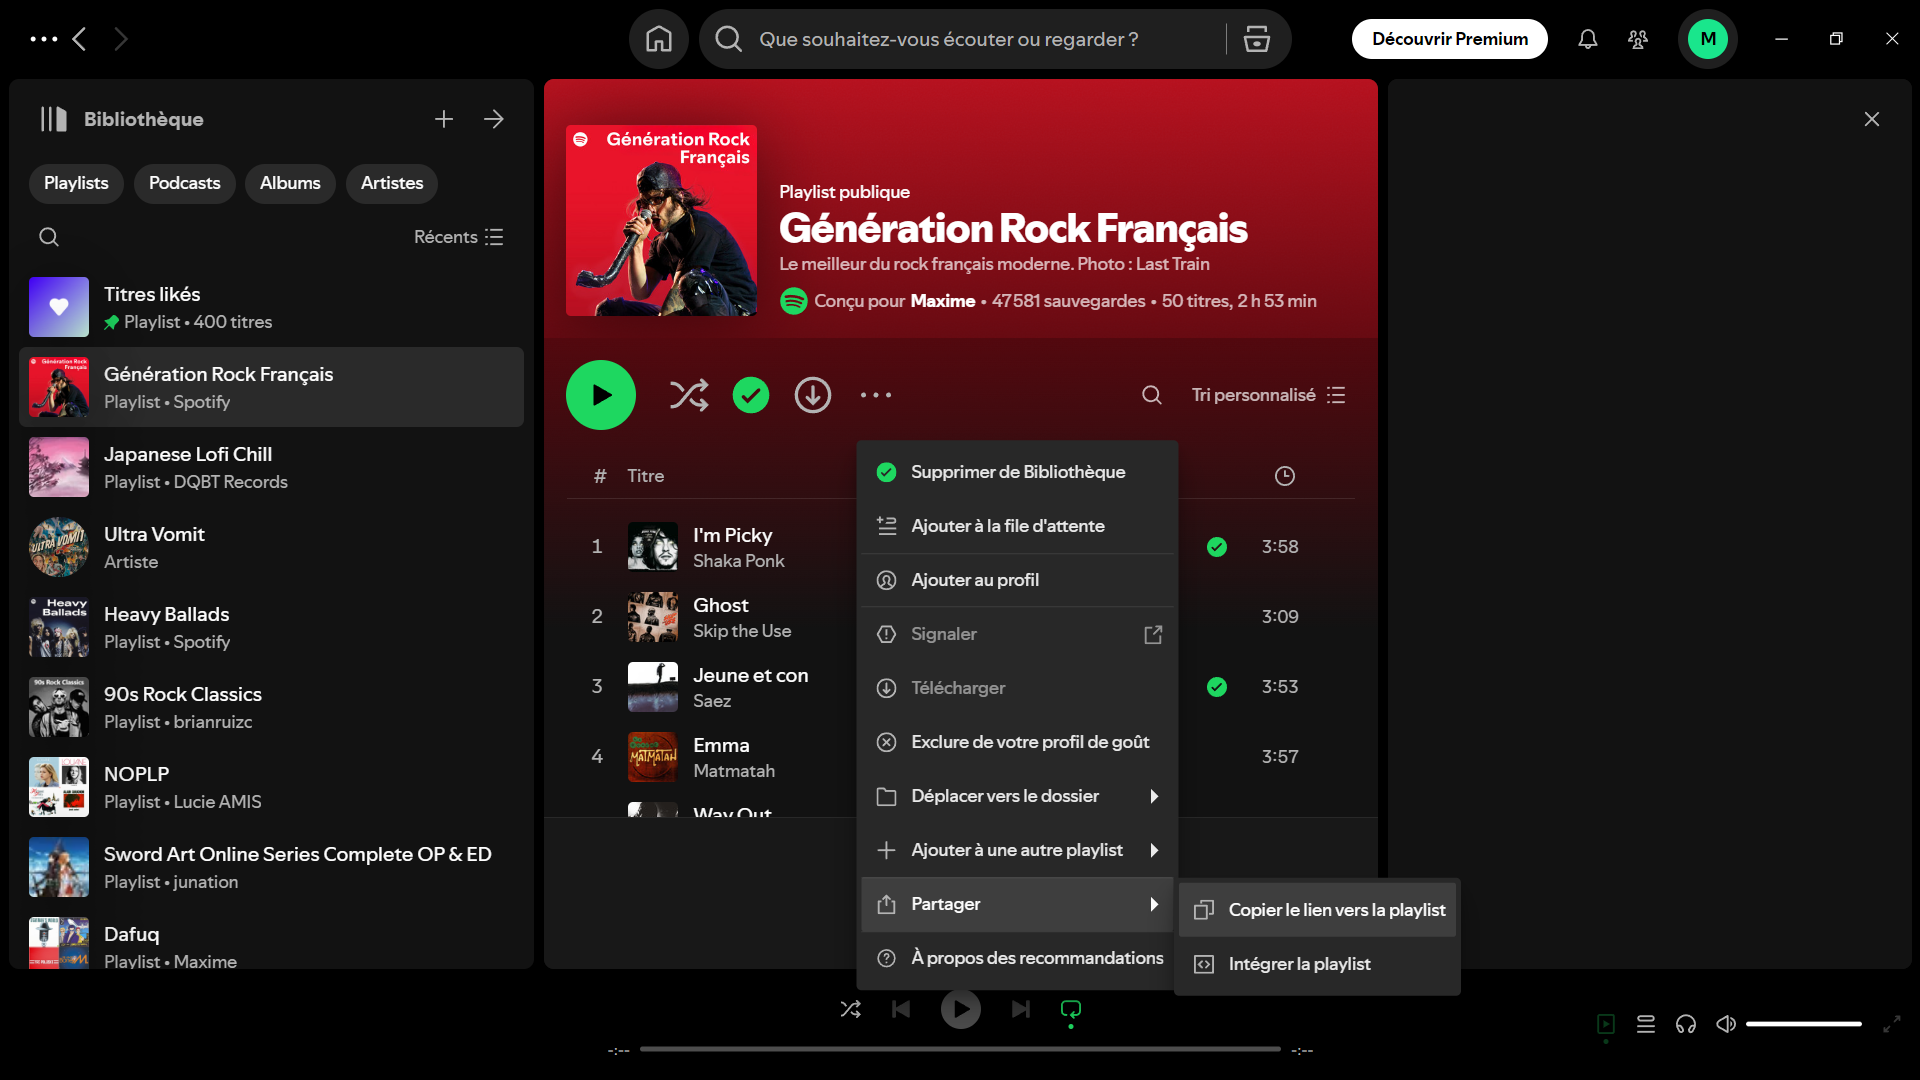 Que souhaitez-vous écouter ou regarder ?
Découvrir Premium
M
Bibliothèque
Playlists
Podcasts
Albums
Artistes
Récents
Titres likés
Playlist • 400 titres
Génération Rock Français
Playlist • Spotify
Japanese Lofi Chill
Playlist • DQBT Records
Ultra Vomit
Artiste
Heavy Ballads
Playlist • Spotify
90s Rock Classics
Playlist • brianruizc
NOPLP
Playlist • Lucie AMIS
Sword Art Online Series Complete OP & ED
Playlist • junation
Dafuq
Playlist • Maxime
Génération Rock
Français
Playlist publique
Génération Rock Français
Le meilleur du rock français moderne. Photo : Last Train
Conçu pour Maxime • 47 581 sauvegardes • 50 titres, 2 h 53 min
Tri personnalisé
# Titre
1 I'm Picky 3:58
Shaka Ponk
2 Ghost 3:09
Skip the Use
3 Jeune et con 3:53
Saez
4 Emma 3:57
Matmatah
Way Out
Supprimer de Bibliothèque
Ajouter à la file d'attente
Ajouter au profil
Signaler
Télécharger
Exclure de votre profil de goût
Déplacer vers le dossier
Ajouter à une autre playlist
Partager
À propos des recommandations
Copier le lien vers la playlist
Intégrer la playlist
-:--
-:--